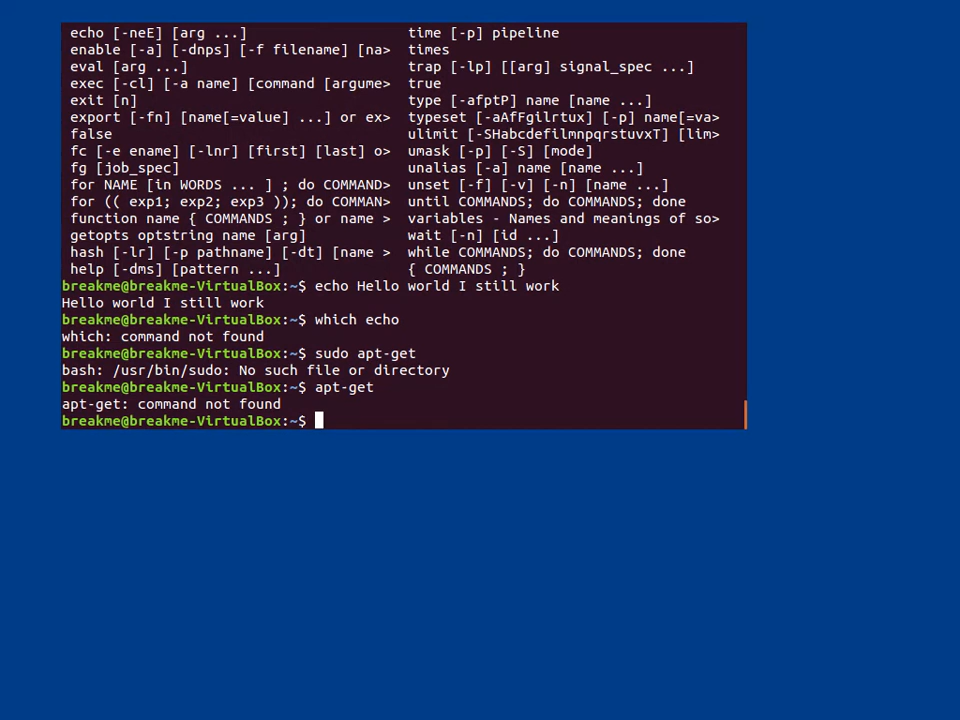 echo [-neE] [arg ...] time [-p] pipeline
enable [-a] [-dnps] [-f filename] [na> times
eval [arg ...] trap [-lp] [[arg] signal_spec ...]
exec [-cl] [-a name] [command [argume> true
exit [n] type [-afptP] name [name ...]
export [-fn] [name[=value] ...] or ex> typeset [-aAfFgilrtux] [-p] name[=va>
false ulimit [-SHabcdefilmnpqrstuvxT] [lim>
fc [-e ename] [-lnr] [first] [last] o> umask [-p] [-S] [mode]
fg [job_spec] unalias [-a] name [name ...]
for NAME [in WORDS ... ] ; do COMMAND> unset [-f] [-v] [-n] [name ...]
for (( exp1; exp2; exp3 )); do COMMAN> until COMMANDS; do COMMANDS; done
function name { COMMANDS ; } or name > variables - Names and meanings of so>
getopts optstring name [arg] wait [-n] [id ...]
hash [-lr] [-p pathname] [-dt] [name > while COMMANDS; do COMMANDS; done
help [-dms] [pattern ...] { COMMANDS ; }
breakme@breakme-VirtualBox:~$ echo Hello world I still work
Hello world I still work
breakme@breakme-VirtualBox:~$ which echo
which: command not found
breakme@breakme-VirtualBox:~$ sudo apt-get
bash: /usr/bin/sudo: No such file or directory
breakme@breakme-VirtualBox:~$ apt-get
apt-get: command not found
breakme@breakme-VirtualBox:~$